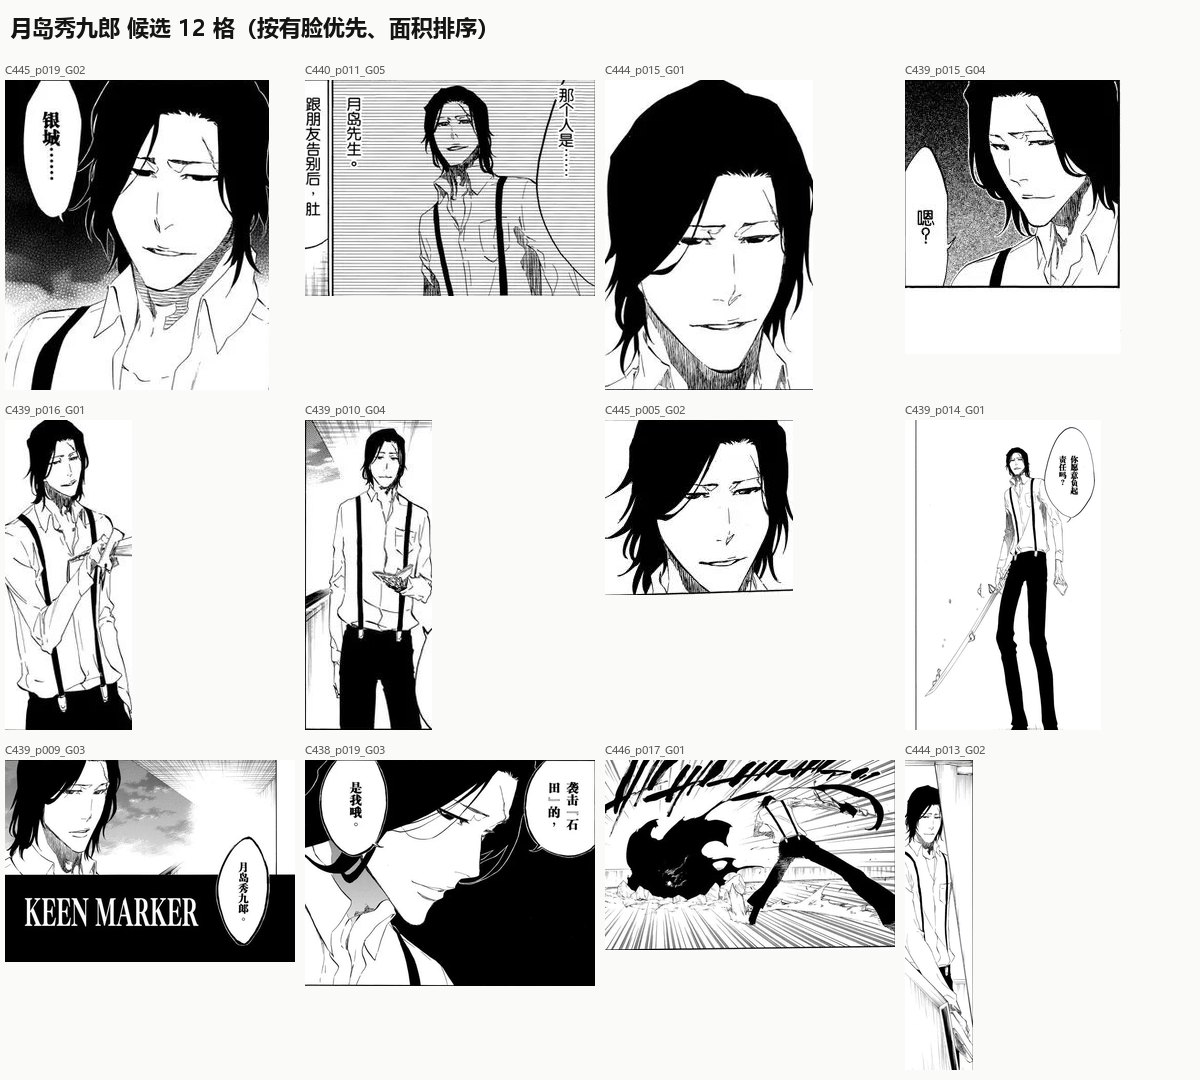 月岛秀九郎 候选 12 格（按有脸优先、面积排序）
C445_p019_G02
银城……
C440_p011_G05
那个人是……
月岛先生。
跟朋友告别后，肚
C444_p015_G01
C439_p015_G04
嗯？
C439_p016_G01
C439_p010_G04
C445_p005_G02
C439_p014_G01
你愿意负起
责任吗？
C439_p009_G03
月岛秀九郎。
KEEN MARKER
C438_p019_G03
袭击『石
田』的，
是我哦。
C446_p017_G01
C444_p013_G02